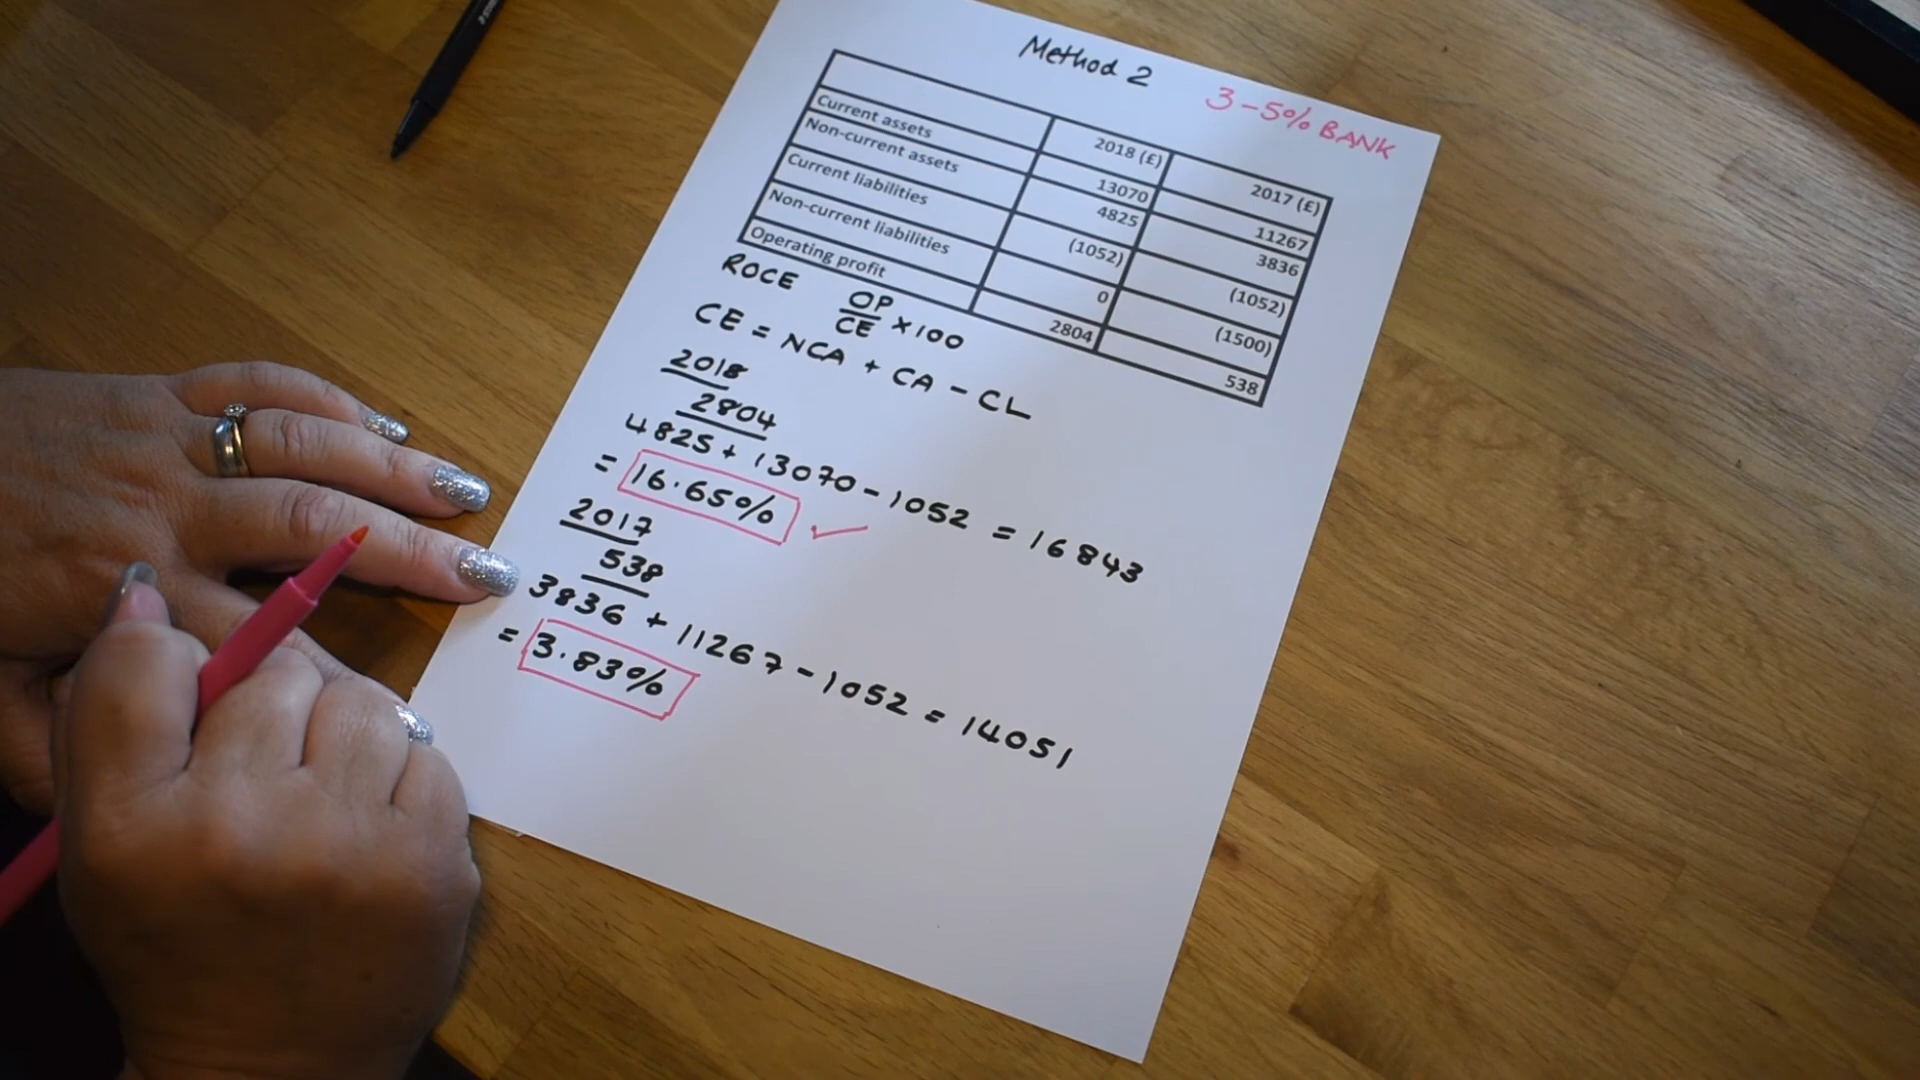 Method 2
3-5% BANK
2018 (£) 2017 (£)
Current assets 13070 11267
Non-current assets 4825 3836
Current liabilities (1052) (1052)
Non-current liabilities 0 (1500)
Operating profit 2804 538
ROCE OP
CE × 100
CE = NCA + CA - CL
2018
2804
4825 + 13070 - 1052 = 16843
= 16.65%
2017
538
3836 + 11267 - 1052 = 14051
= 3.83%